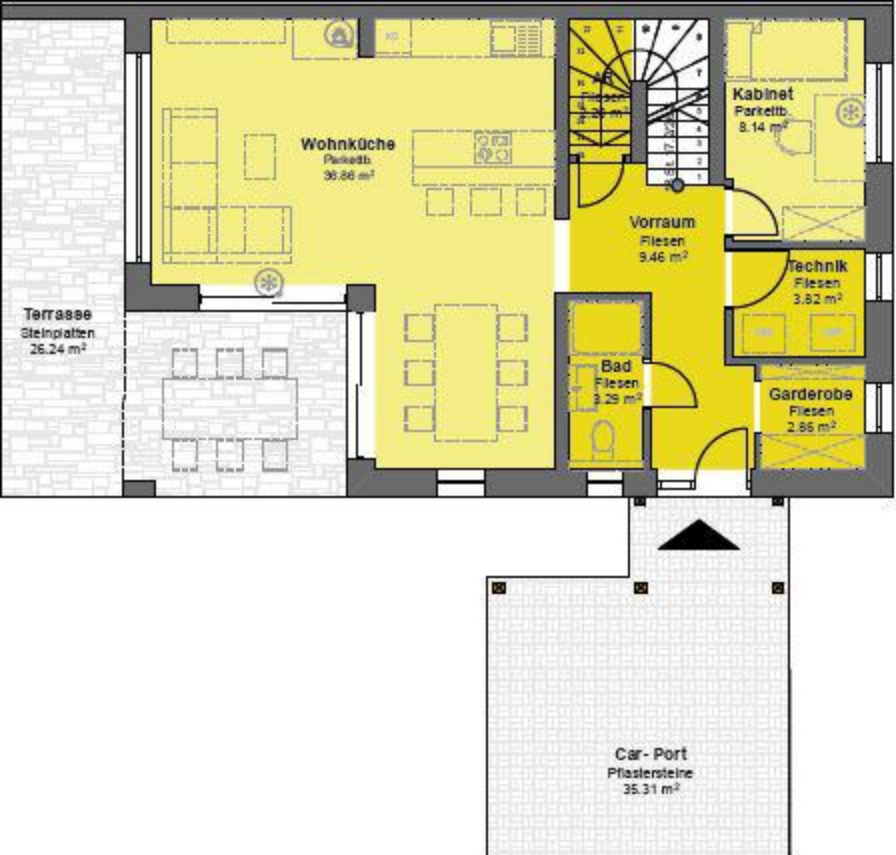 Kabinet
Parkettb.
8.14 m²
Wohnküche
Parkettb.
36.86 m²
Vorraum
Fliesen
9.46 m²
Technik
Fliesen
3.82 m²
Terrasse
Steinplatten
26.24 m²
Bad
Fliesen
3.29 m²
Garderobe
Fliesen
2.86 m²
Car- Port
Pflastersteine
35.31 m²